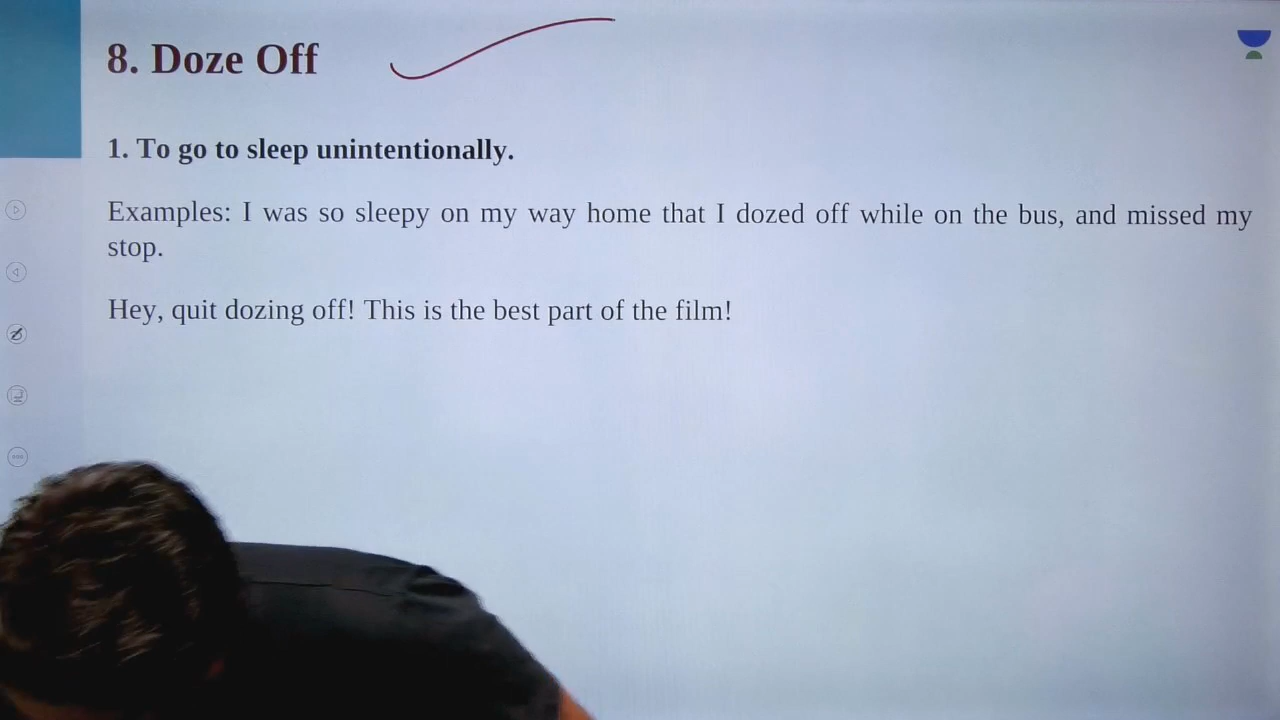 8. Doze Off
1. To go to sleep unintentionally.
Examples: I was so sleepy on my way home that I dozed off while on the bus, and missed my
stop.
Hey, quit dozing off! This is the best part of the film!